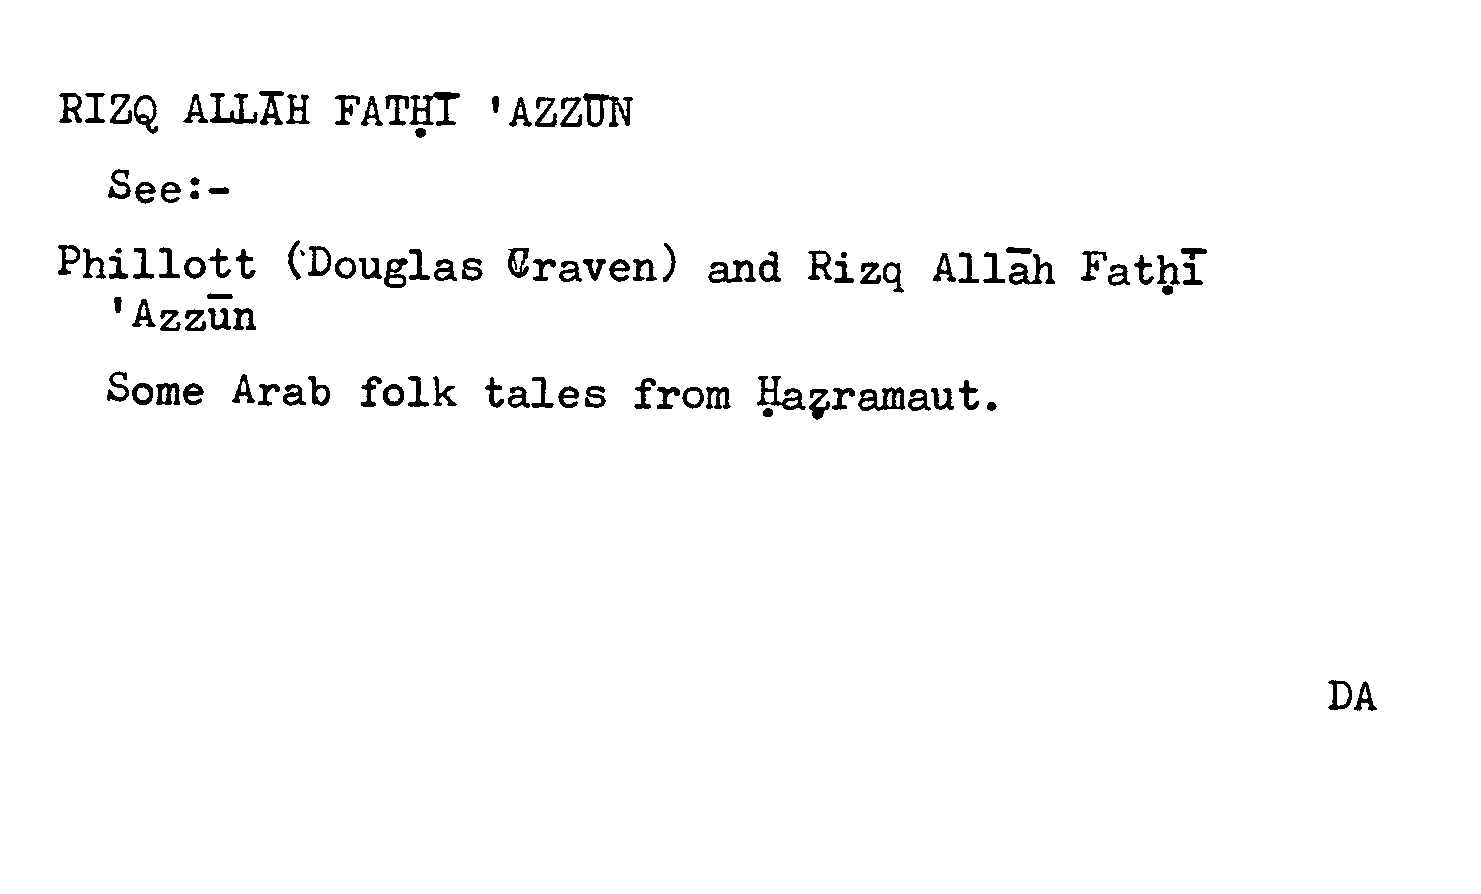 RIZQ ALLĀH FATḤĪ 'AZZŪN
See:-
Phillott (Douglas Craven) and Rizq Allāh Fatḥī
'Azzūn
Some Arab folk tales from Ḥaẓramaut.
DA